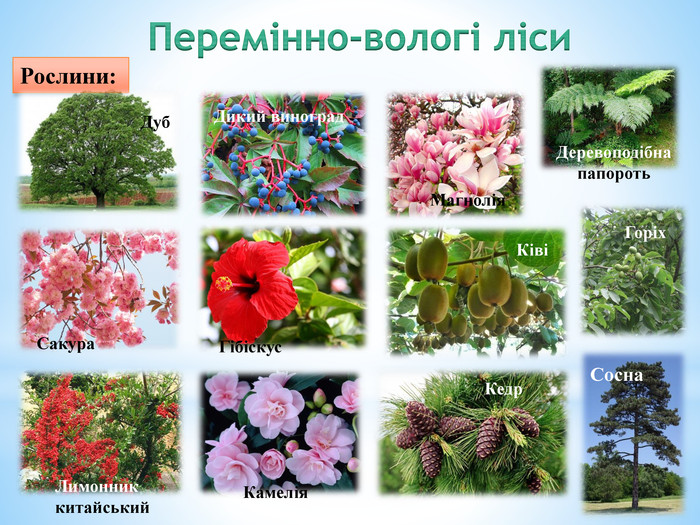 Перемінно-вологі ліси
Рослини:
Дуб
Дикий виноград
Магнолія
Деревоподібна
папороть
Сакура
Гібіскус
Ківі
Горіх
Лимонник
китайський
Камелія
Кедр
Сосна